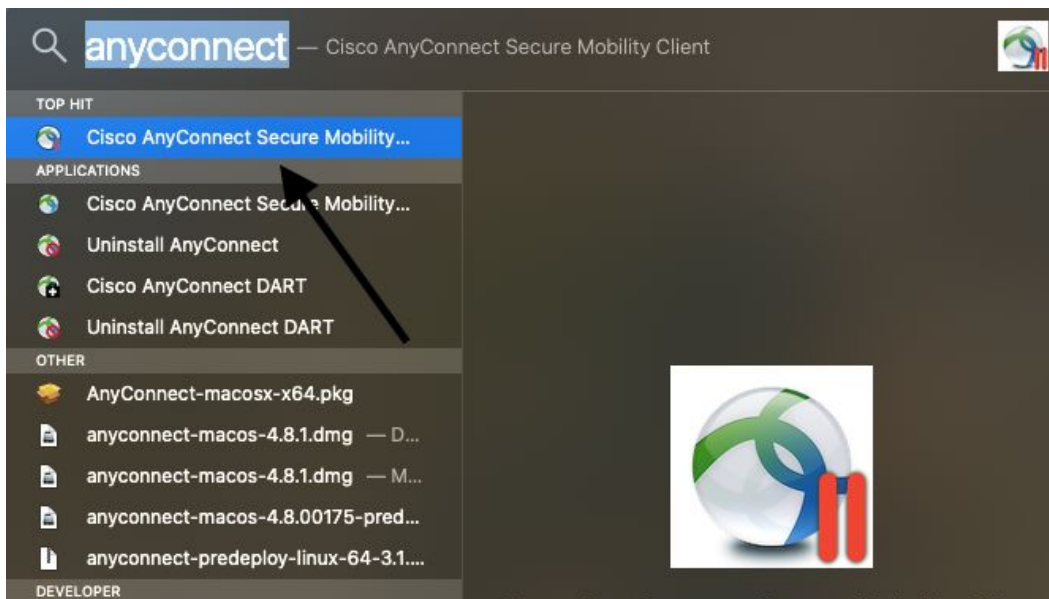 anyconnect — Cisco AnyConnect Secure Mobility Client
TOP HIT
Cisco AnyConnect Secure Mobility...
APPLICATIONS
Cisco AnyConnect Secure Mobility...
Uninstall AnyConnect
Cisco AnyConnect DART
Uninstall AnyConnect DART
OTHER
AnyConnect-macosx-x64.pkg
anyconnect-macos-4.8.1.dmg — D...
anyconnect-macos-4.8.1.dmg — M...
anyconnect-macos-4.8.00175-pred...
anyconnect-predeploy-linux-64-3.1....
DEVELOPER